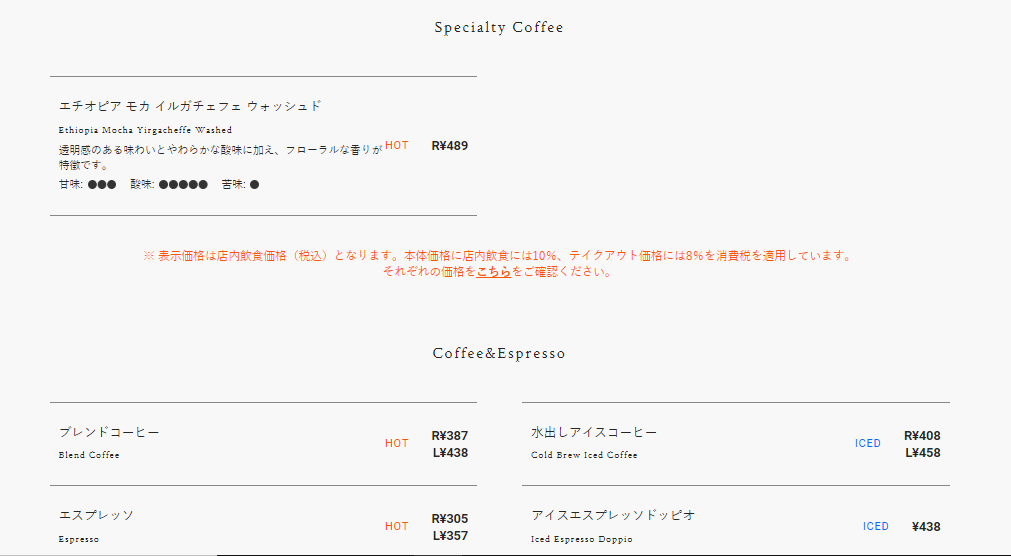 Specialty Coffee
エチオピア モカ イルガチェフェ ウォッシュド
Ethiopia Mocha Yirgacheffe Washed
透明感のある味わいとやわらかな酸味に加え、フローラルな香りが
特徴です。
甘味: ●●● 酸味: ●●●●● 苦味: ●
HOT
R¥489
※ 表示価格は店内飲食価格（税込）となります。本体価格に店内飲食には10%、テイクアウト価格には8%を消費税を適用しています。
それぞれの価格をこちらをご確認ください。
Coffee&Espresso
ブレンドコーヒー
Blend Coffee
HOT
R¥387
L¥438
水出しアイスコーヒー
Cold Brew Iced Coffee
ICED
R¥408
L¥458
エスプレッソ
Espresso
HOT
R¥305
L¥357
アイスエスプレッソドッピオ
Iced Espresso Doppio
ICED
¥438